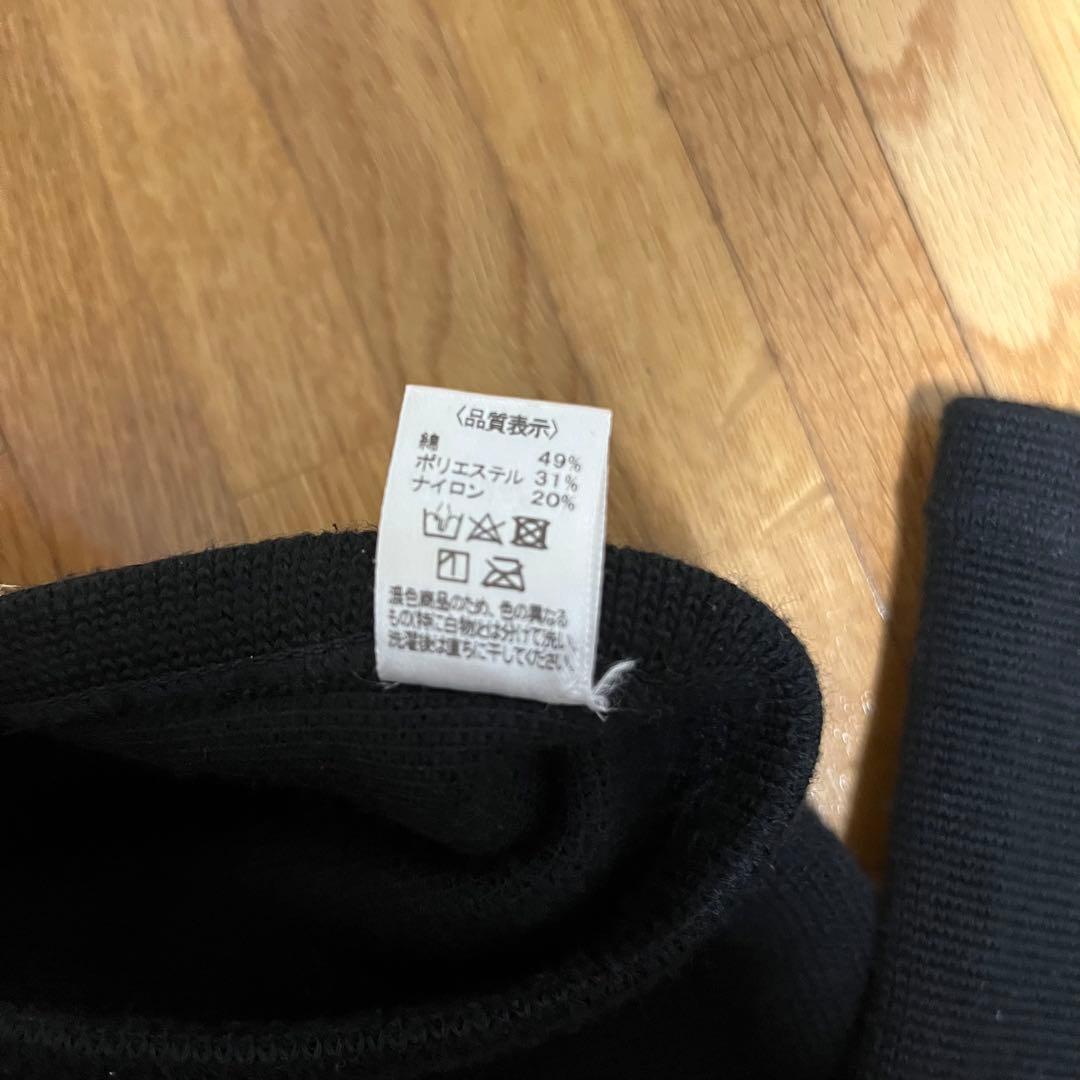 〈品質表示〉
綿 49%
ポリエステル 31%
ナイロン 20%
濃色商品のため、色の異なる
もの(特に白物)とは分けて洗い、
洗濯後は直ちに干してください。